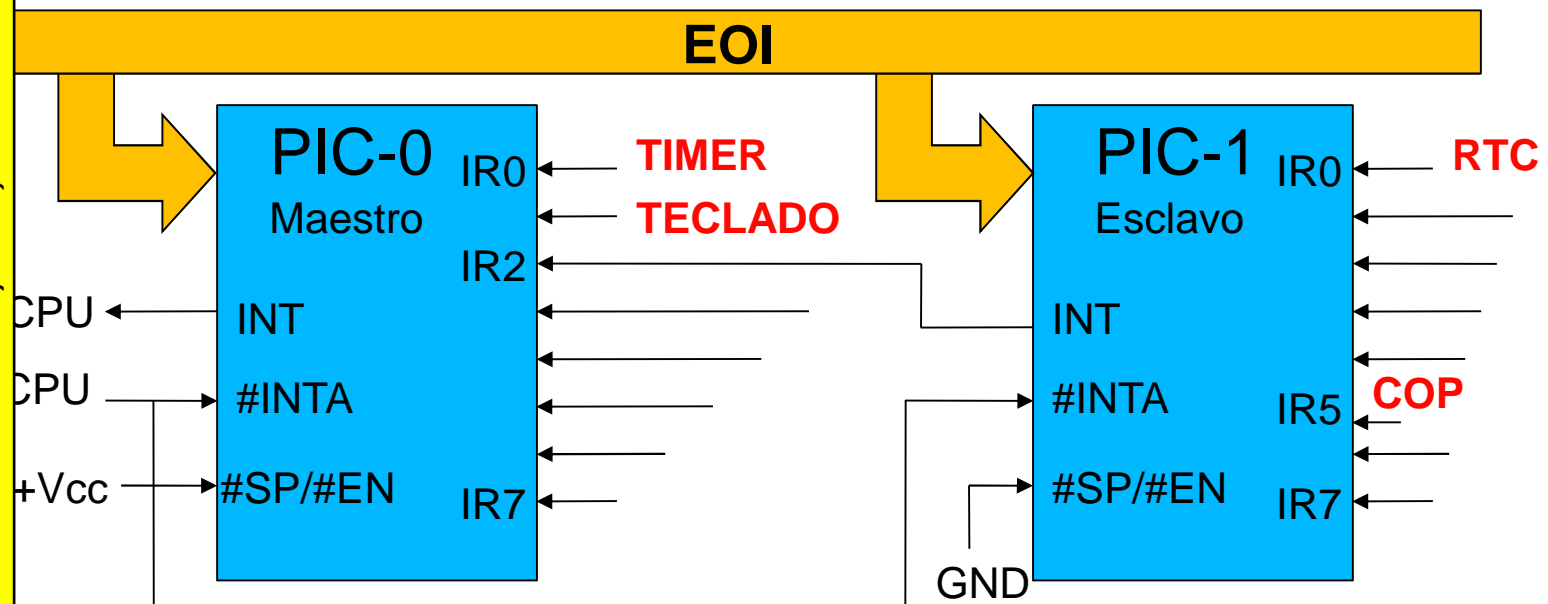 EOI
PIC-0
Maestro
IR0
TIMER
TECLADO
IR2
CPU
INT
CPU
#INTA
+Vcc
#SP/#EN
IR7
PIC-1
Esclavo
IR0
RTC
INT
#INTA
IR5
COP
#SP/#EN
IR7
GND